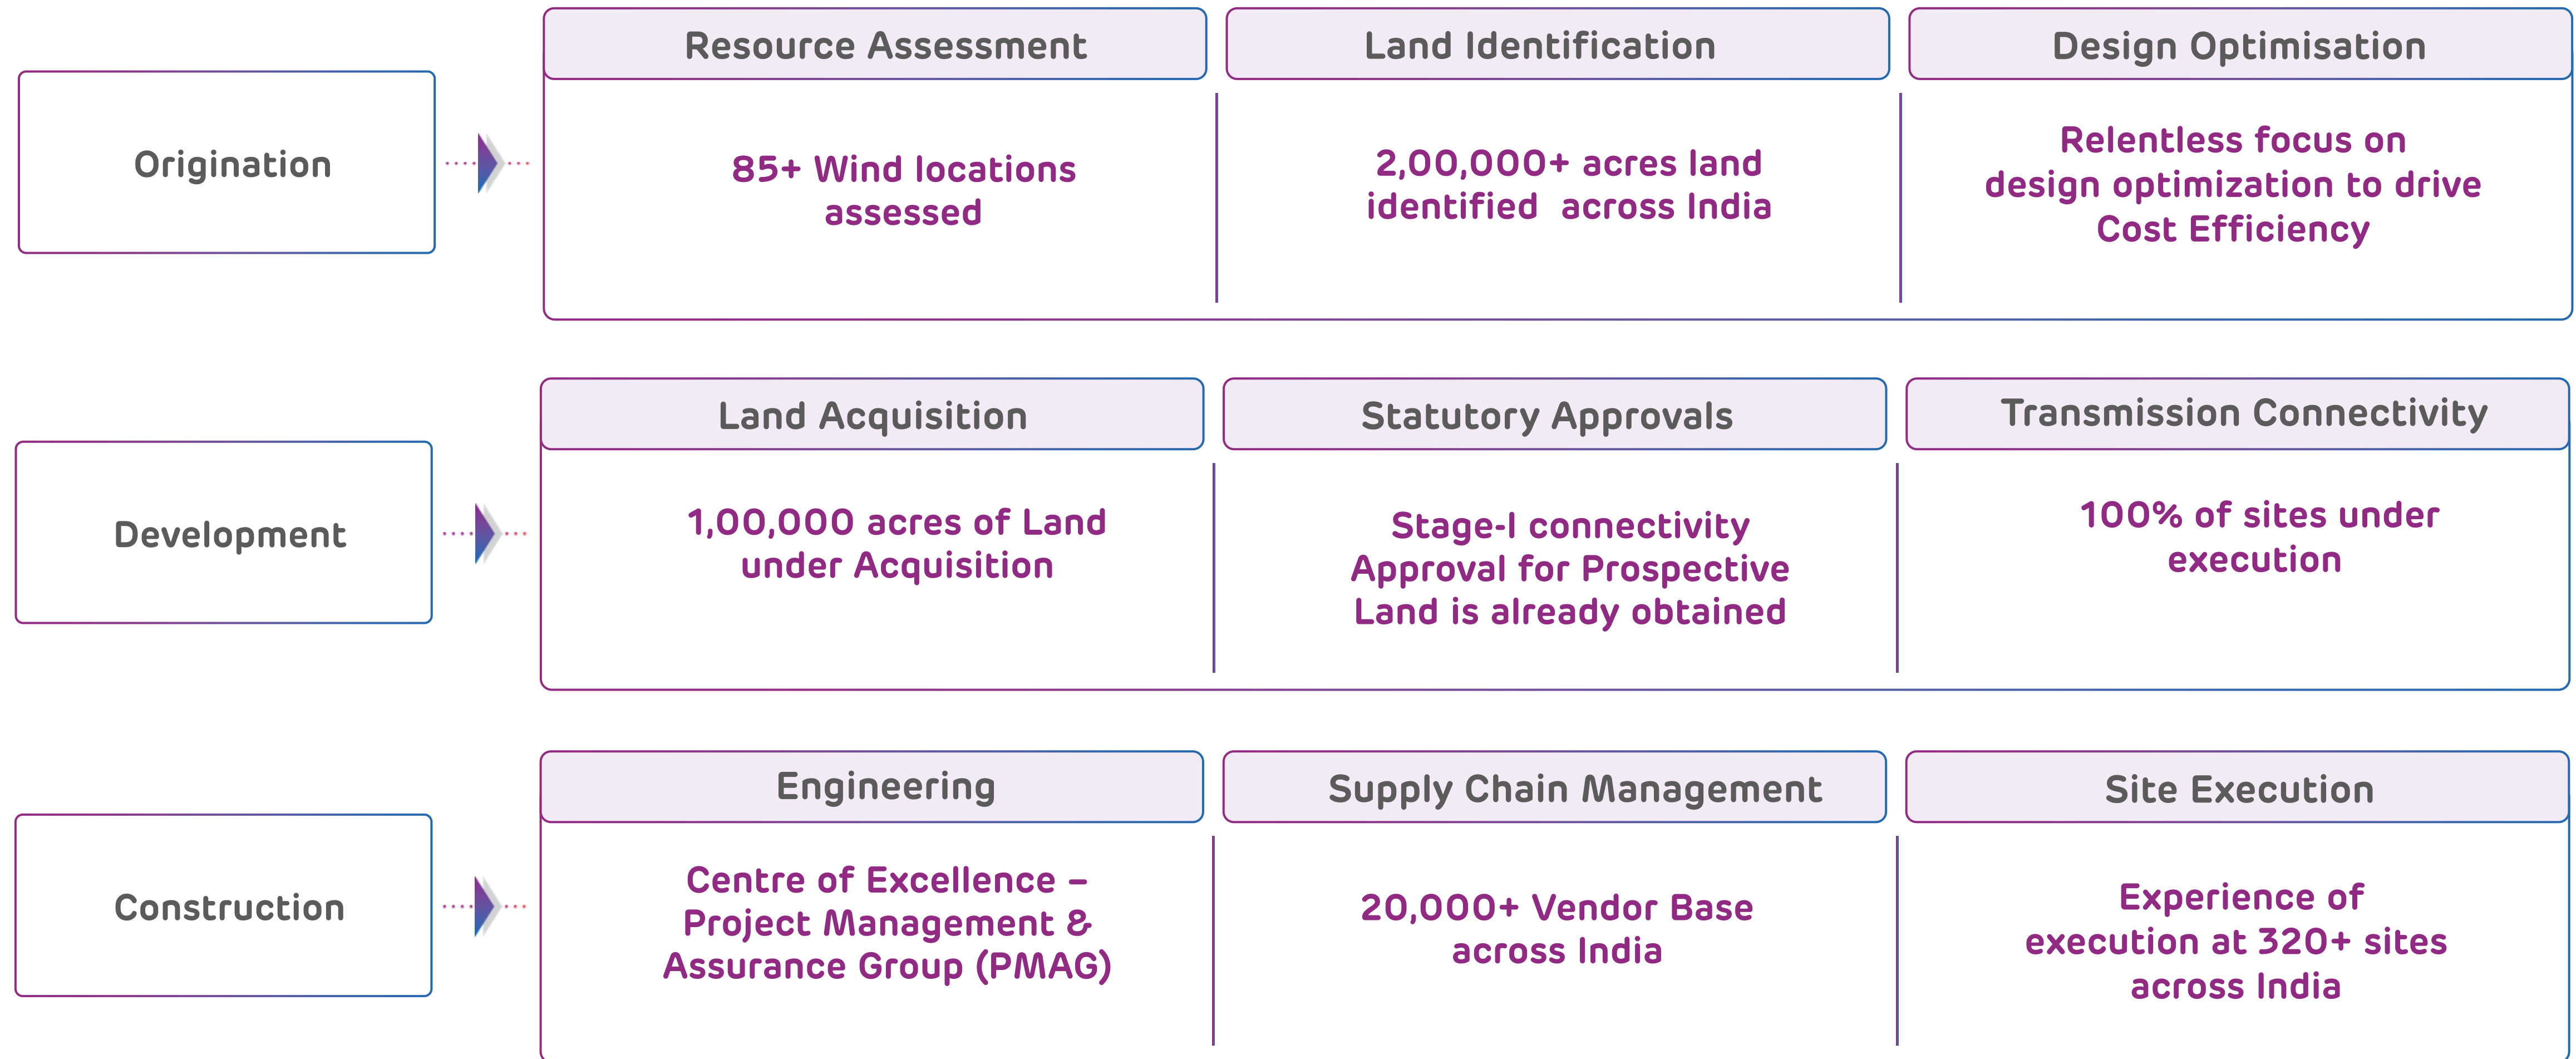 Origination
Resource Assessment
85+ Wind locations
assessed
Land Identification
2,00,000+ acres land
identified  across India
Design Optimisation
Relentless focus on
design optimization to drive
Cost Efficiency
Development
Land Acquisition
1,00,000 acres of Land
under Acquisition
Statutory Approvals
Stage-I connectivity
Approval for Prospective
Land is already obtained
Transmission Connectivity
100% of sites under
execution
Construction
Engineering
Centre of Excellence –
Project Management &
Assurance Group (PMAG)
Supply Chain Management
20,000+ Vendor Base
across India
Site Execution
Experience of
execution at 320+ sites
across India